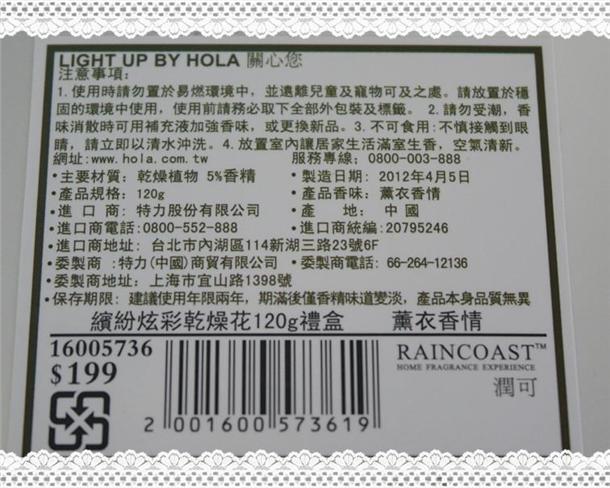 LIGHT UP BY HOLA 關心您
注意事項:
1.使用時請勿置於易燃環境中，並遠離兒童及寵物可及之處。請放置於穩
固的環境中使用，使用前請務必取下全部外包裝及標籤。 2.請勿受潮，香
味消散時可用補充液加強香味，或更換新品。3.不可食用:不慎接觸到眼
睛，請立即以清水沖洗。4.放置室內讓居家生活滿室生香，空氣清新。
網址:www.hola.com.tw 服務專線: 0800-003-888
•主要材質: 乾燥植物 5%香精 •製造日期: 2012年4月5日
•產品規格: 120g •產品香味: 薰衣香情
•進口商: 特力股份有限公司 •產地: 中國
•進口商電話:0800-552-888 •進口商統編:20795246
•進口商地址: 台北市內湖區114新湖三路23號6F
•委製商:特力(中國)商貿有限公司 •委製商電話: 66-264-12136
•委製商地址: 上海市宜山路1398號
•保存期限: 建議使用年限兩年，期滿後僅香精味道變淡，產品本身品質無異
繽紛炫彩乾燥花120g禮盒 薰衣香情
16005736
$199
RAINCOAST™
HOME FRAGRANCE EXPERIENCE
潤可
2 001600 573619